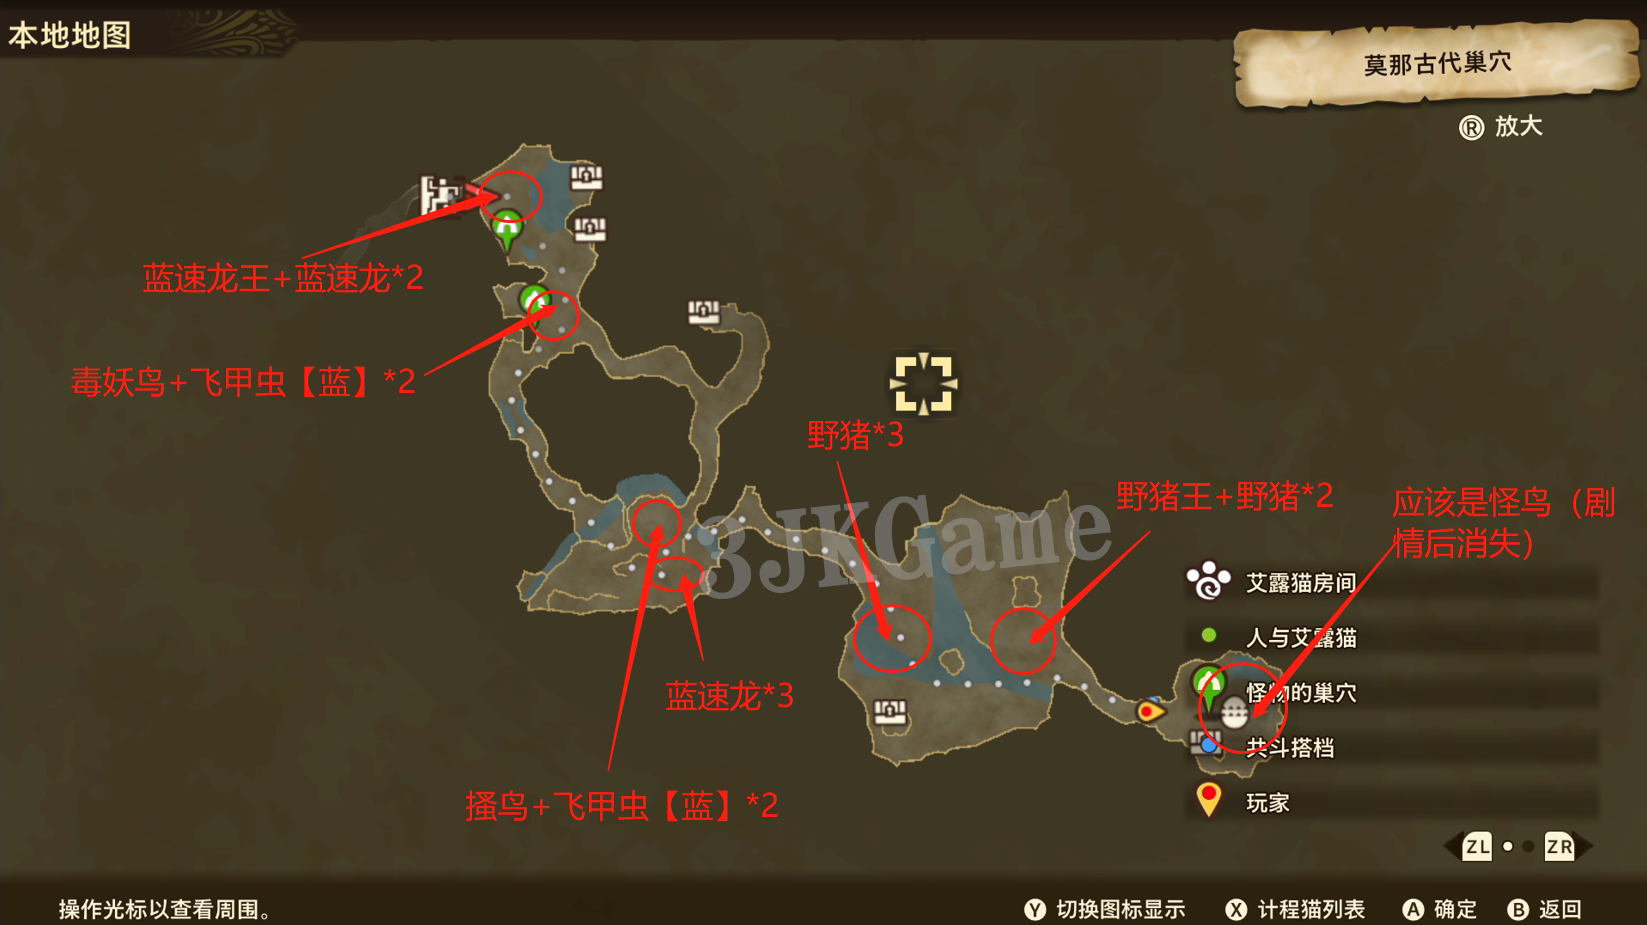 本地地图
莫那古代巢穴
R 放大
蓝速龙王+蓝速龙*2
毒妖鸟+飞甲虫【蓝】*2
野猪*3
野猪王+野猪*2
应该是怪鸟（剧
情后消失）
3JKGame
艾露猫房间
人与艾露猫
怪物的巢穴
共斗搭档
玩家
蓝速龙*3
搔鸟+飞甲虫【蓝】*2
ZL ZR
操作光标以查看周围。
Y 切换图标显示 X 计程猫列表 A 确定 B 返回